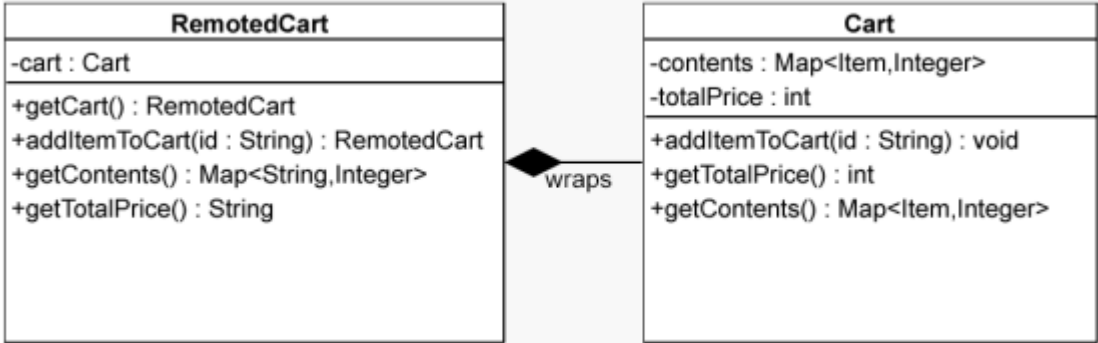 RemotedCart
-cart : Cart
+getCart() : RemotedCart
+addItemToCart(id : String) : RemotedCart
+getContents() : Map<String,Integer>
+getTotalPrice() : String
wraps
Cart
-contents : Map<Item,Integer>
-totalPrice : int
+addItemToCart(id : String) : void
+getTotalPrice() : int
+getContents() : Map<Item,Integer>